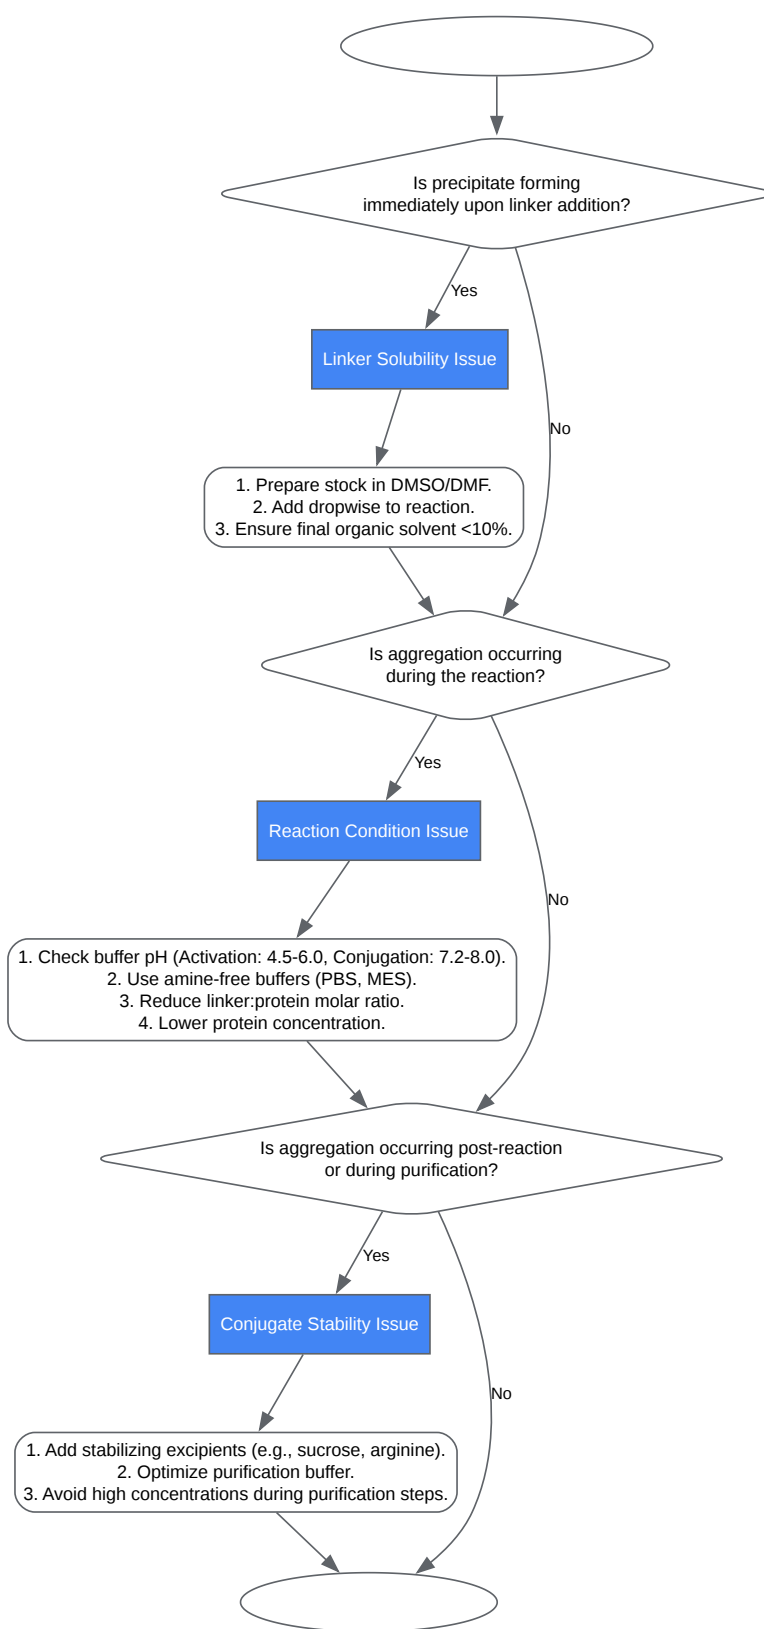 Is precipitate forming
immediately upon linker addition?
Yes
Linker Solubility Issue
No
1. Prepare stock in DMSO/DMF.
2. Add dropwise to reaction.
3. Ensure final organic solvent <10%.
Is aggregation occurring
during the reaction?
Yes
Reaction Condition Issue
No
1. Check buffer pH (Activation: 4.5-6.0, Conjugation: 7.2-8.0).
2. Use amine-free buffers (PBS, MES).
3. Reduce linker:protein molar ratio.
4. Lower protein concentration.
Is aggregation occurring post-reaction
or during purification?
Yes
Conjugate Stability Issue
No
1. Add stabilizing excipients (e.g., sucrose, arginine).
2. Optimize purification buffer.
3. Avoid high concentrations during purification steps.